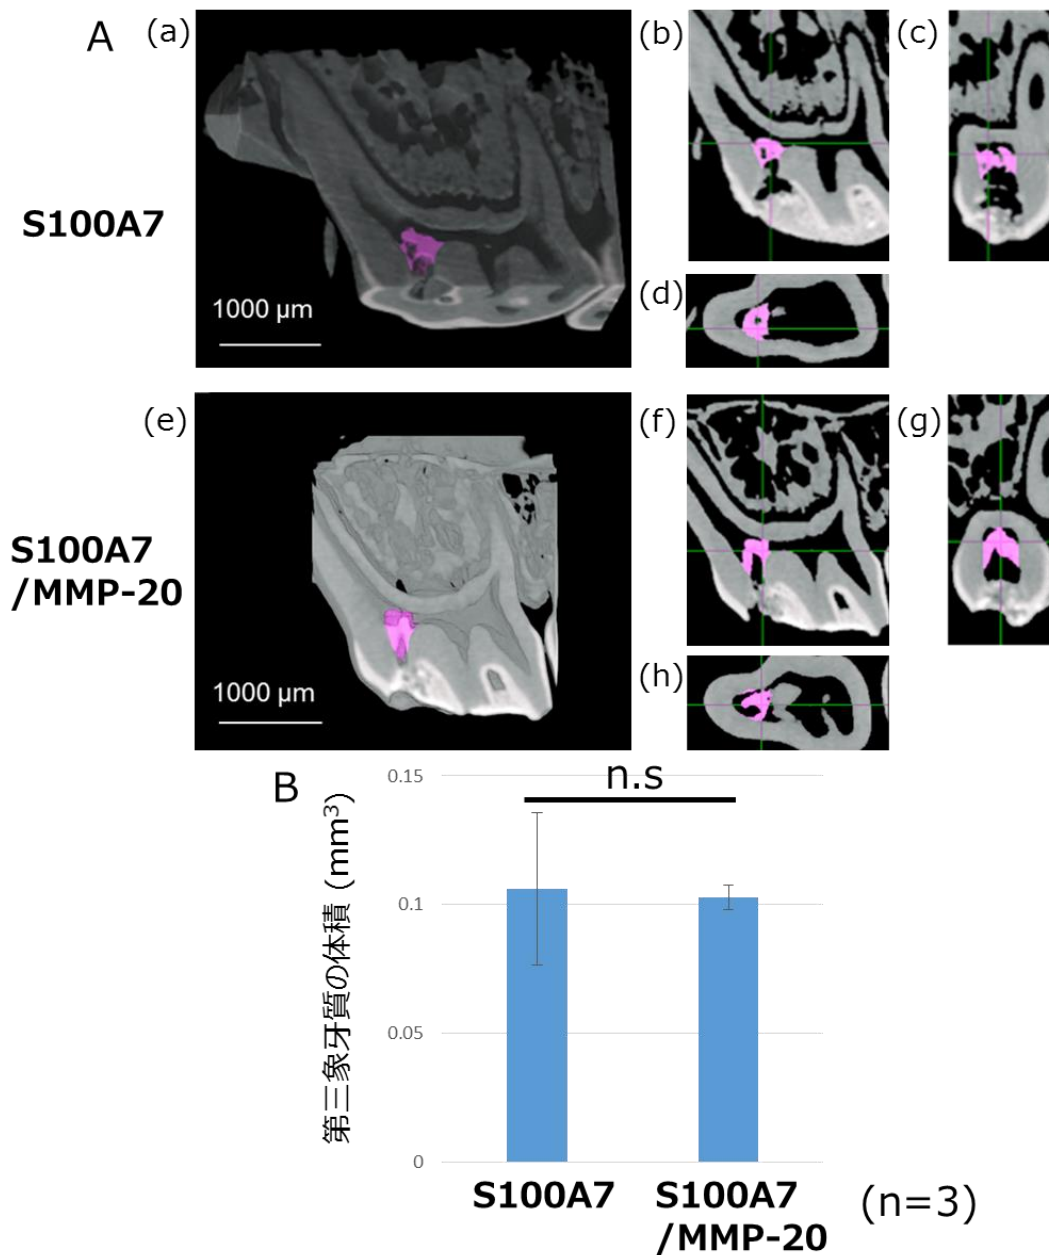 A
(a)
(b)
(c)
S100A7
1000 µm
(d)
(e)
(f)
(g)
S100A7
/MMP-20
1000 µm
(h)
B
n.s
第三象牙質の体積 (mm³)
0.15
0.1
0.05
0
S100A7
S100A7
/MMP-20
(n=3)